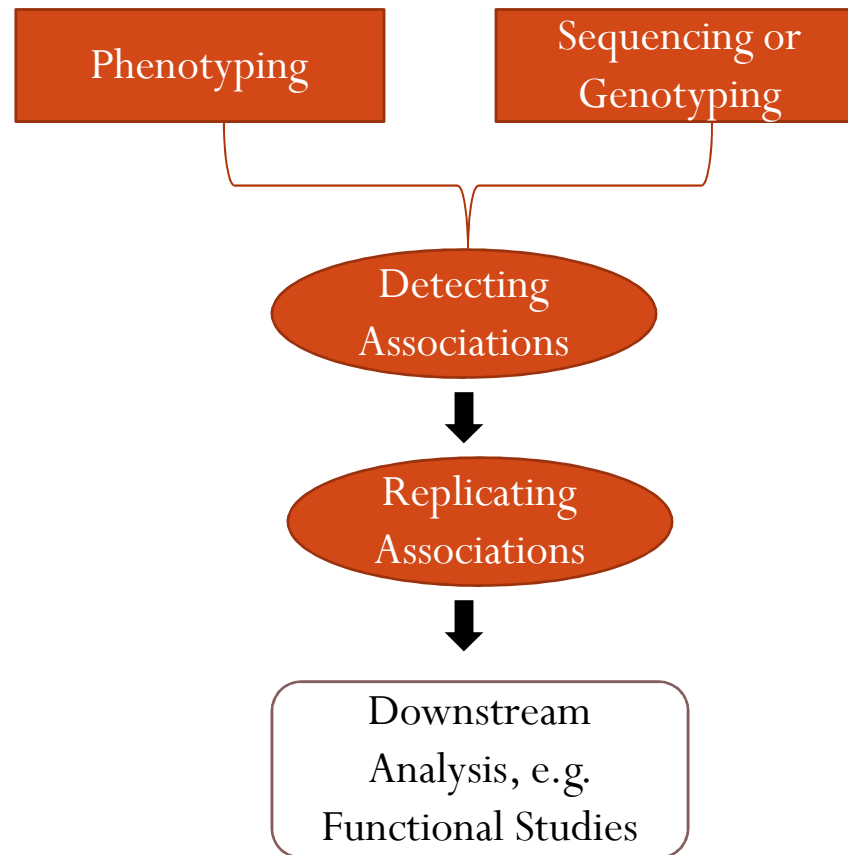 Phenotyping
Sequencing or
Genotyping
Detecting
Associations
Replicating
Associations
Downstream
Analysis, e.g.
Functional Studies